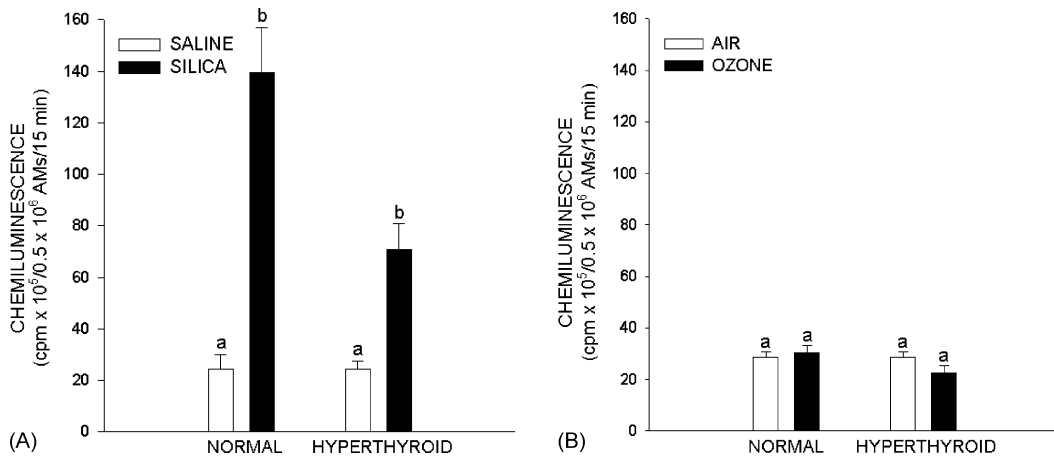 160
140
120
100
80
60
40
20
0
CHEMILUMINESCENCE
(cpm x 10⁵/0.5 x 10⁶ AMs/15 min)
SALINE
SILICA
a
b
a
b
NORMAL
HYPERTHYROID
(A)
160
140
120
100
80
60
40
20
0
CHEMILUMINESCENCE
(cpm x 10⁵/0.5 x 10⁶ AMs/15 min)
AIR
OZONE
a
a
a
a
NORMAL
HYPERTHYROID
(B)